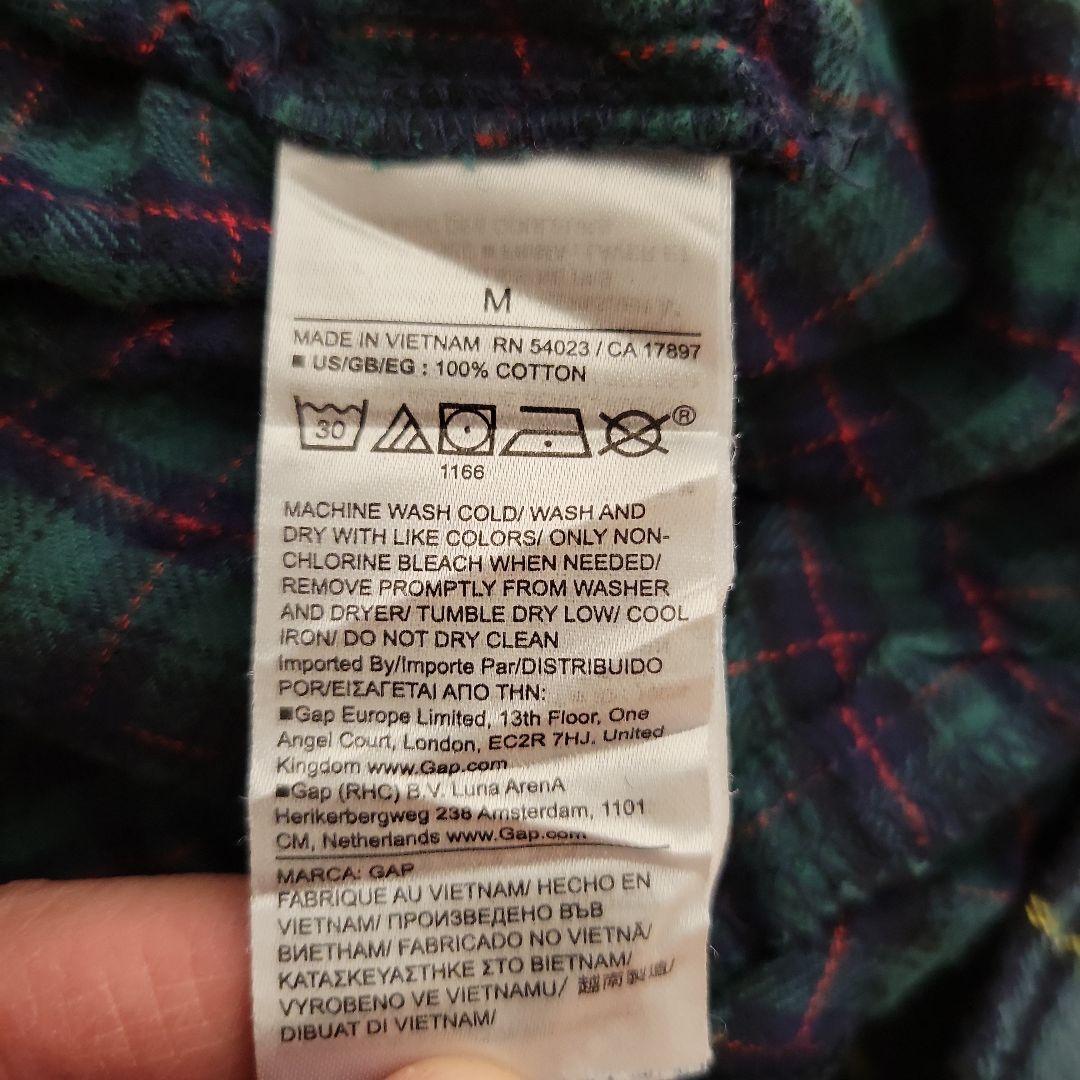 M
MADE IN VIETNAM RN 54023 / CA 17897
■ US/GB/EG : 100% COTTON
30
®
1166
MACHINE WASH COLD/ WASH AND
DRY WITH LIKE COLORS/ ONLY NON-
CHLORINE BLEACH WHEN NEEDED/
REMOVE PROMPTLY FROM WASHER
AND DRYER/ TUMBLE DRY LOW/ COOL
IRON/ DO NOT DRY CLEAN
Imported By/Importe Par/DISTRIBUIDO
POR/ΕΙΣΑΓΕΤΑΙ ΑΠΟ ΤΗΝ:
■Gap Europe Limited, 13th Floor, One
Angel Court, London, EC2R 7HJ, United
Kingdom www.Gap.com
■Gap (RHC) B.V. Luna ArenA
Herikerbergweg 238 Amsterdam, 1101
CM, Netherlands www.Gap.com
MARCA: GAP
FABRIQUE AU VIETNAM/ HECHO EN
VIETNAM/ ПРОИЗВЕДЕНО ВЪВ
ВИЕТНАМ/ FABRICADO NO VIETNÃ/
ΚΑΤΑΣΚΕΥΑΣΤΗΚΕ ΣΤΟ ΒΙΕΤΝΑΜ/
VYROBENO VE VIETNAMU/ 越南製造/
DIBUAT DI VIETNAM/